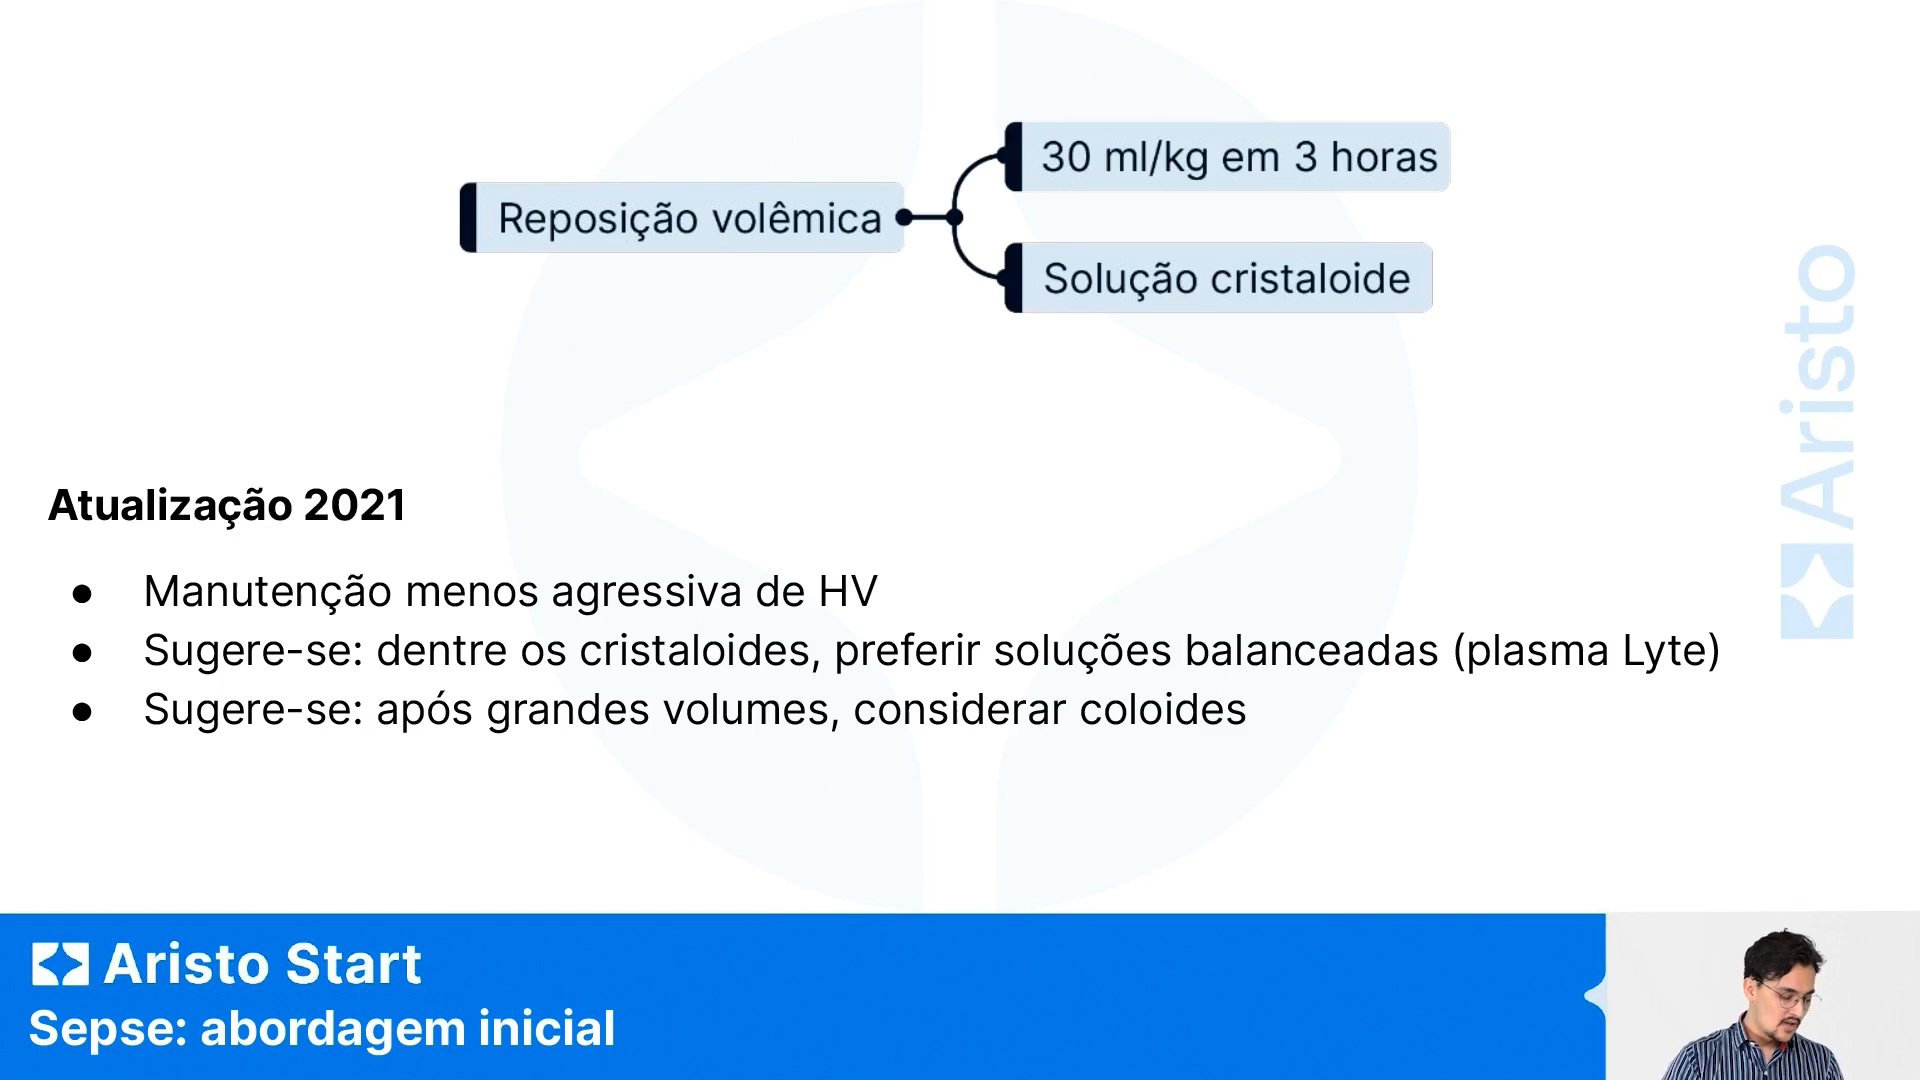 30 ml/kg em 3 horas
Reposição volêmica
Solução cristaloide
Aristo
Atualização 2021
● Manutenção menos agressiva de HV
● Sugere-se: dentre os cristaloides, preferir soluções balanceadas (plasma Lyte)
● Sugere-se: após grandes volumes, considerar coloides
Aristo Start
Sepse: abordagem inicial